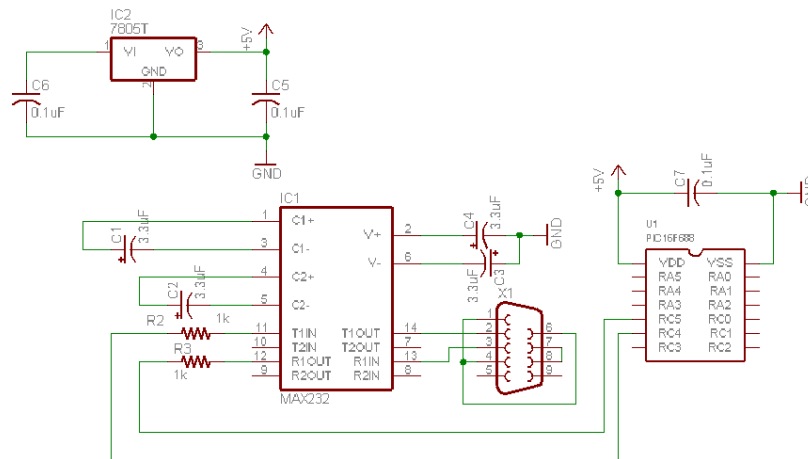 IC2
7805T
1 VI VO 3
GND
2
+5V
C6
0.1uF
C5
0.1uF
GND
IC1
1 C1+
3 C1-
4 C2+
5 C2-
11 T1IN T1OUT 14
10 T2IN T2OUT 7
12 R1OUT R1IN 13
9 R2OUT R2IN 8
V+ 2
V- 6
MAX232
C1
3.3uF
C2
3.3uF
R2
1k
R3
1k
C4
3.3uF
C3
3.3uF
GND
X1
1
2
3
4
5
6
7
8
9
+5V
C7
0.1uF
GND
U1
PIC16F688
VDD VSS
RA5 RA0
RA4 RA1
RA3 RA2
RC5 RC0
RC4 RC1
RC3 RC2